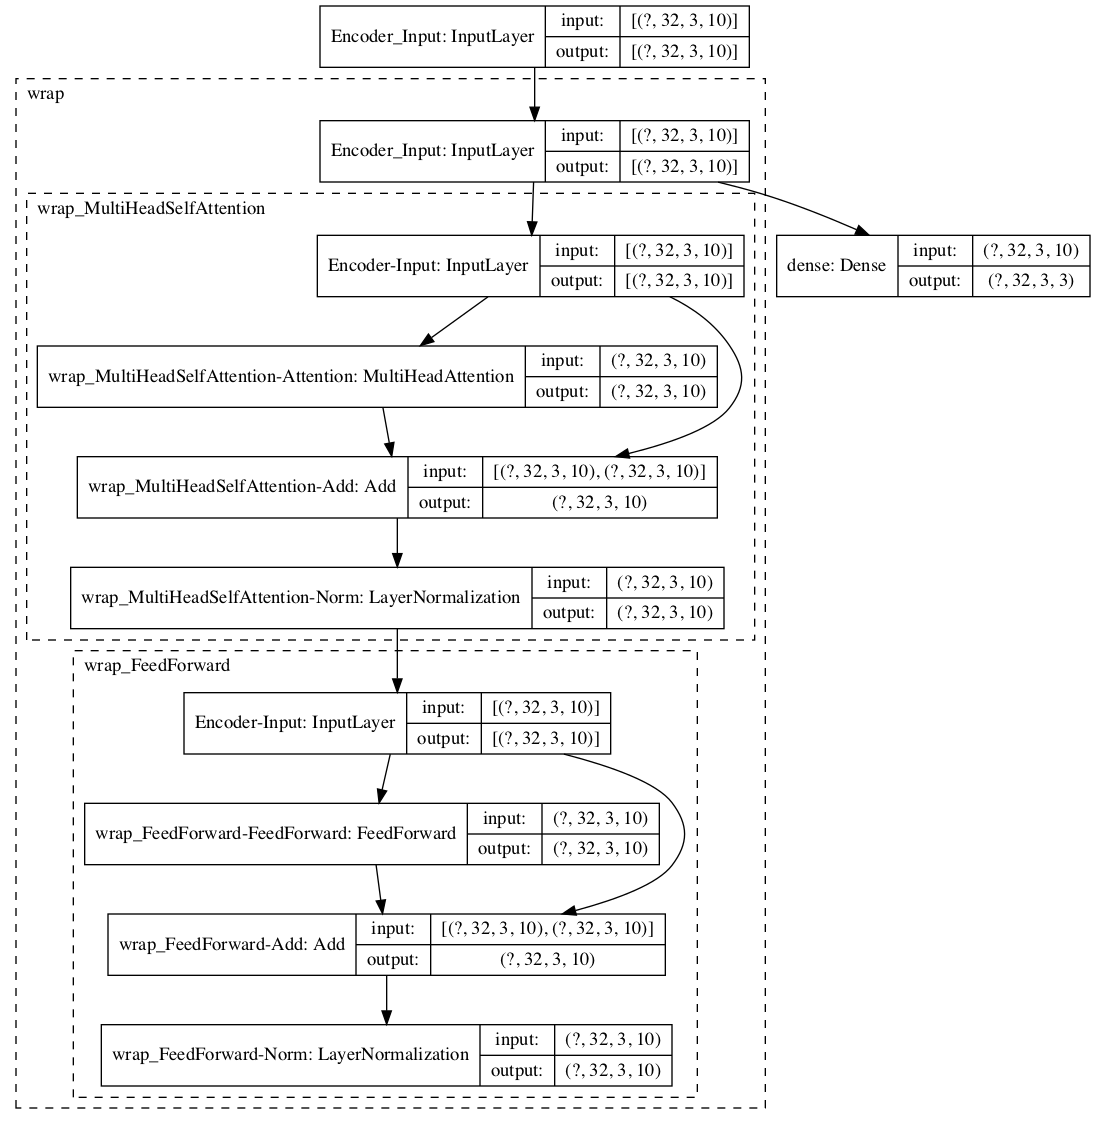 Encoder_Input: InputLayer
input:
[(?, 32, 3, 10)]
output:
[(?, 32, 3, 10)]
wrap
Encoder_Input: InputLayer
input:
[(?, 32, 3, 10)]
output:
[(?, 32, 3, 10)]
wrap_MultiHeadSelfAttention
Encoder-Input: InputLayer
input:
[(?, 32, 3, 10)]
output:
[(?, 32, 3, 10)]
dense: Dense
input:
(?, 32, 3, 10)
output:
(?, 32, 3, 3)
wrap_MultiHeadSelfAttention-Attention: MultiHeadAttention
input:
(?, 32, 3, 10)
output:
(?, 32, 3, 10)
wrap_MultiHeadSelfAttention-Add: Add
input:
[(?, 32, 3, 10), (?, 32, 3, 10)]
output:
(?, 32, 3, 10)
wrap_MultiHeadSelfAttention-Norm: LayerNormalization
input:
(?, 32, 3, 10)
output:
(?, 32, 3, 10)
wrap_FeedForward
Encoder-Input: InputLayer
input:
[(?, 32, 3, 10)]
output:
[(?, 32, 3, 10)]
wrap_FeedForward-FeedForward: FeedForward
input:
(?, 32, 3, 10)
output:
(?, 32, 3, 10)
wrap_FeedForward-Add: Add
input:
[(?, 32, 3, 10), (?, 32, 3, 10)]
output:
(?, 32, 3, 10)
wrap_FeedForward-Norm: LayerNormalization
input:
(?, 32, 3, 10)
output:
(?, 32, 3, 10)